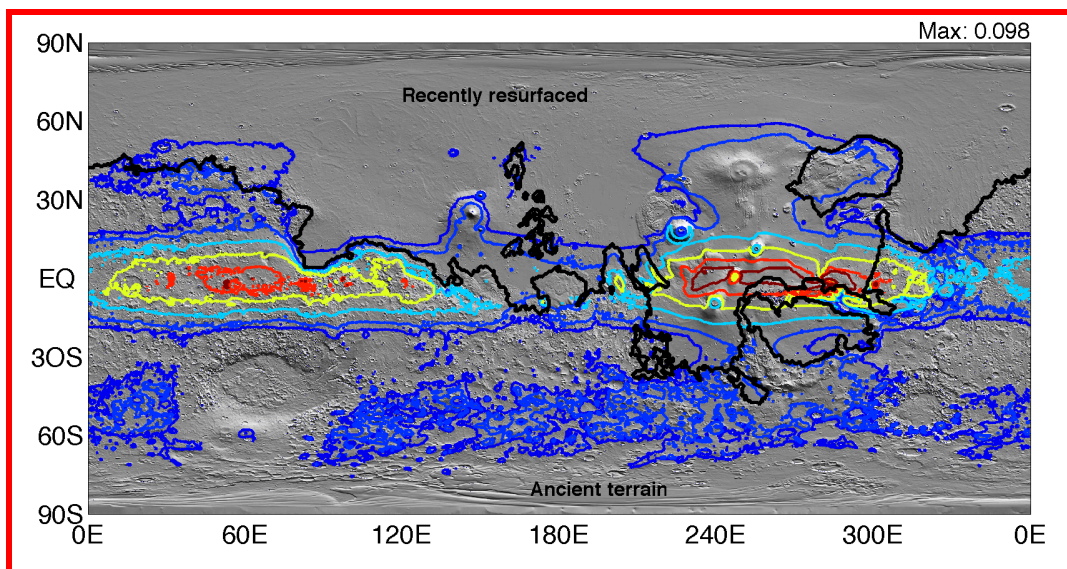 Max: 0.098
90N
Recently resurfaced
60N
30N
EQ
30S
60S
Ancient terrain
90S
0E 60E 120E 180E 240E 300E 0E